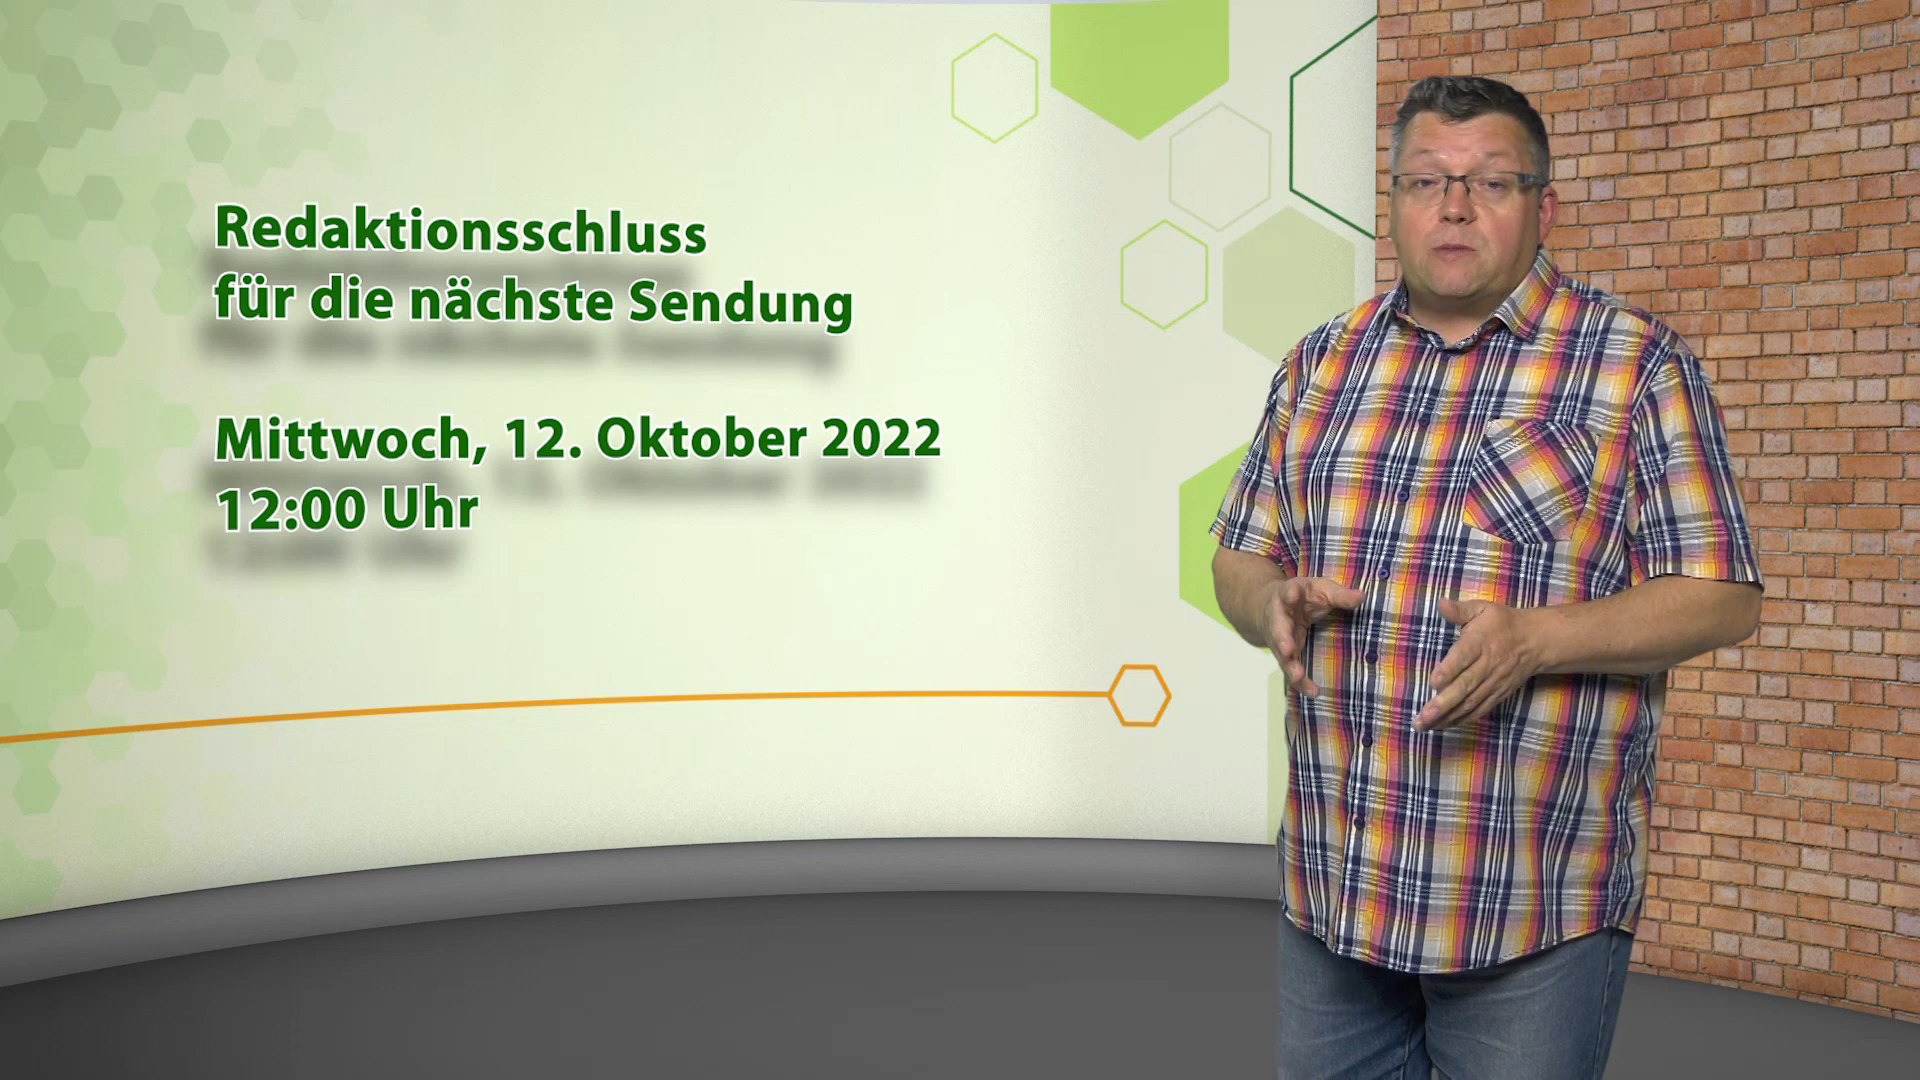 Redaktionsschluss
für die nächste Sendung
Mittwoch, 12. Oktober 2022
12:00 Uhr